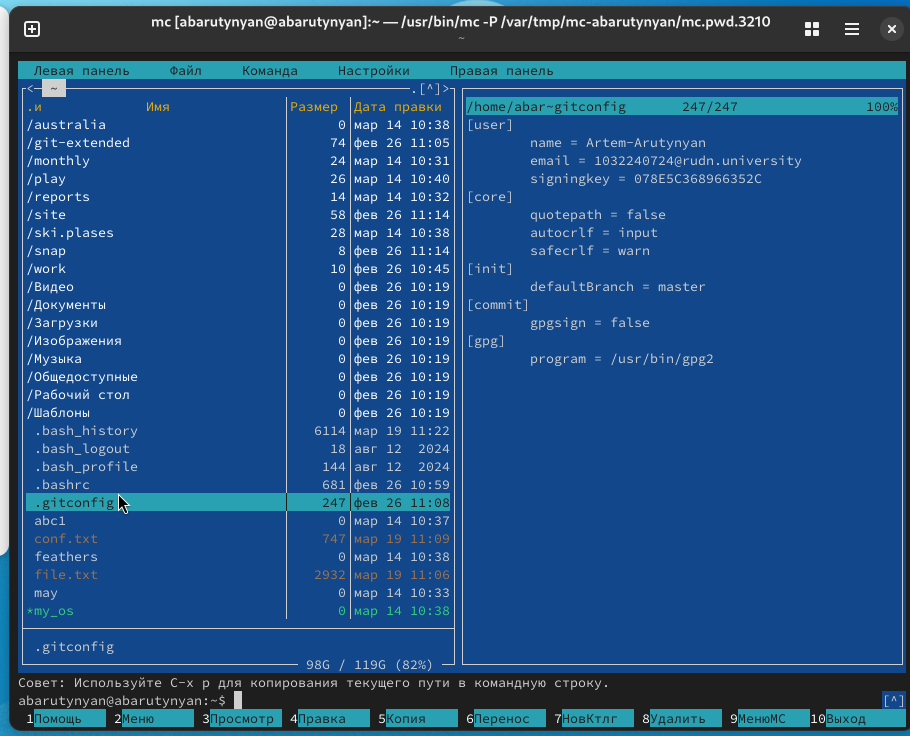 mc [abarutynyan@abarutynyan]:~ — /usr/bin/mc -P /var/tmp/mc-abarutynyan/mc.pwd.3210
~
Левая панель Файл Команда Настройки Правая панель
<─ ~ .[^]>
.и Имя Размер Дата правки
/australia 0 мар 14 10:38
/git-extended 74 фев 26 11:05
/monthly 24 мар 14 10:31
/play 26 мар 14 10:40
/reports 14 мар 14 10:32
/site 58 фев 26 11:14
/ski.plases 28 мар 14 10:38
/snap 8 фев 26 11:14
/work 10 фев 26 10:45
/Видео 0 фев 26 10:19
/Документы 0 фев 26 10:19
/Загрузки 0 фев 26 10:19
/Изображения 0 фев 26 10:19
/Музыка 0 фев 26 10:19
/Общедоступные 0 фев 26 10:19
/Рабочий стол 0 фев 26 10:19
/Шаблоны 0 фев 26 10:19
.bash_history 6114 мар 19 11:22
.bash_logout 18 авг 12 2024
.bash_profile 144 авг 12 2024
.bashrc 681 фев 26 10:59
.gitconfig 247 фев 26 11:08
abc1 0 мар 14 10:37
conf.txt 747 мар 19 11:09
feathers 0 мар 14 10:38
file.txt 2932 мар 19 11:06
may 0 мар 14 10:33
*my_os 0 мар 14 10:38
.gitconfig
98G / 119G (82%)
/home/abar~gitconfig 247/247 100%
[user]
name = Artem-Arutynyan
email = 1032240724@rudn.university
signingkey = 078E5C368966352C
[core]
quotepath = false
autocrlf = input
safecrlf = warn
[init]
defaultBranch = master
[commit]
gpgsign = false
[gpg]
program = /usr/bin/gpg2
Совет: Используйте C-x p для копирования текущего пути в командную строку.
abarutynyan@abarutynyan:~$ [^]
1Помощь 2Меню 3Просмотр 4Правка 5Копия 6Перенос 7НовКтлг 8Удалить 9МенюМС 10Выход